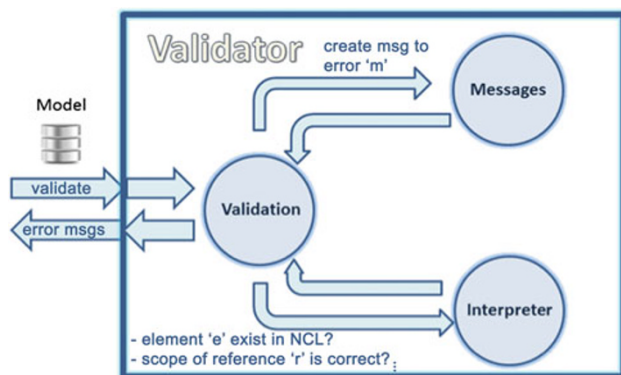 Validator
create msg to
error ‘m’
Messages
Model
validate
error msgs
Validation
Interpreter
- element ‘e’ exist in NCL?
- scope of reference ‘r’ is correct? ⋮